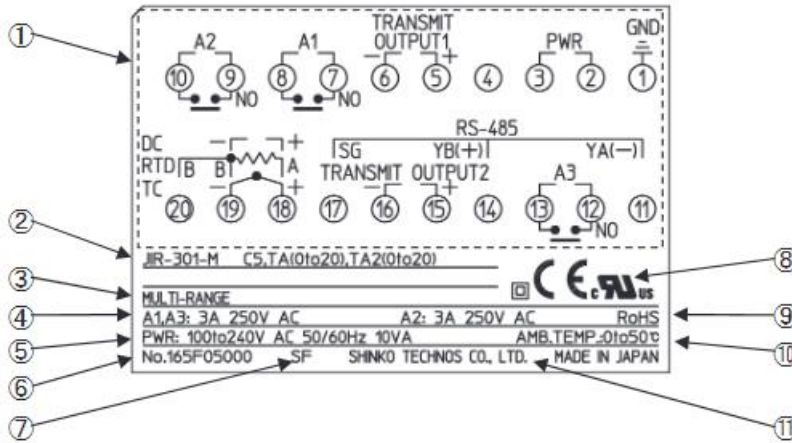 TRANSMIT
OUTPUT1
GND
A2
A1
PWR
− +
⑩ ⑨ ⑧ ⑦ ⑥ ⑤ ④ ③ ② ①
NO NO
RS-485
DC − +
SG YB(+) YA(−)
RTD B B A
TRANSMIT OUTPUT2
A3
TC − +
− +
⑳ ⑲ ⑱ ⑰ ⑯ ⑮ ⑭ ⑬ ⑫ ⑪
NO
JIR-301-M C5,TA(0to20),TA2(0to20)
MULTI-RANGE
CE c RU US
A1,A3: 3A 250V AC A2: 3A 250V AC RoHS
PWR: 100to240V AC 50/60Hz 10VA AMB.TEMP.:0to50℃
No.165F05000 SF SHINKO TECHNOS CO., LTD. MADE IN JAPAN
①
②
③
④
⑤
⑥
⑦
⑧
⑨
⑩
⑪